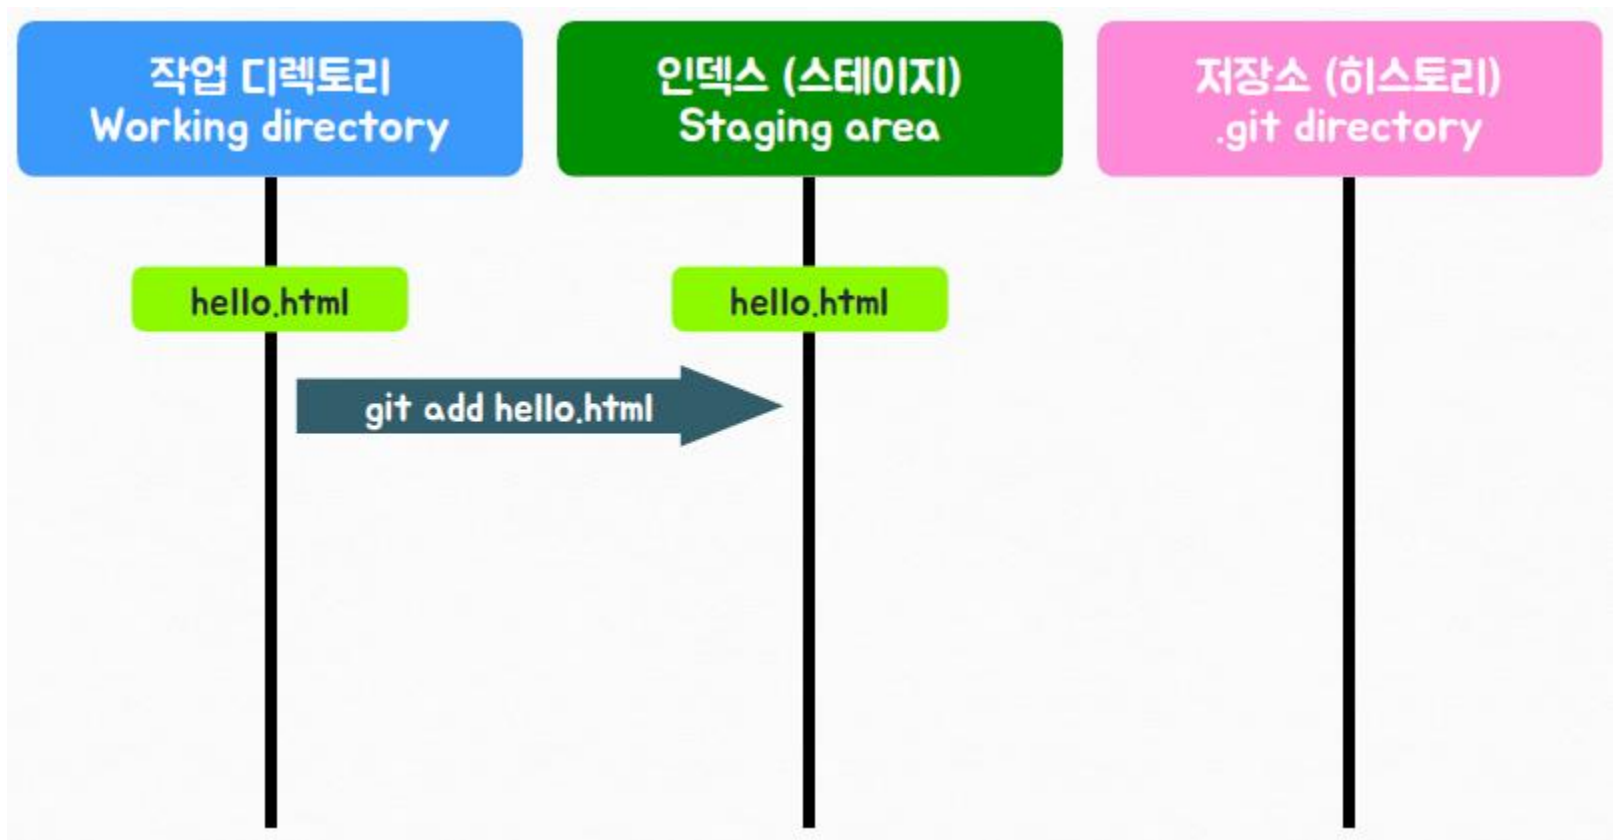 작업 디렉토리
Working directory
인덱스 (스테이지)
Staging area
저장소 (히스토리)
.git directory
hello.html
hello.html
git add hello.html